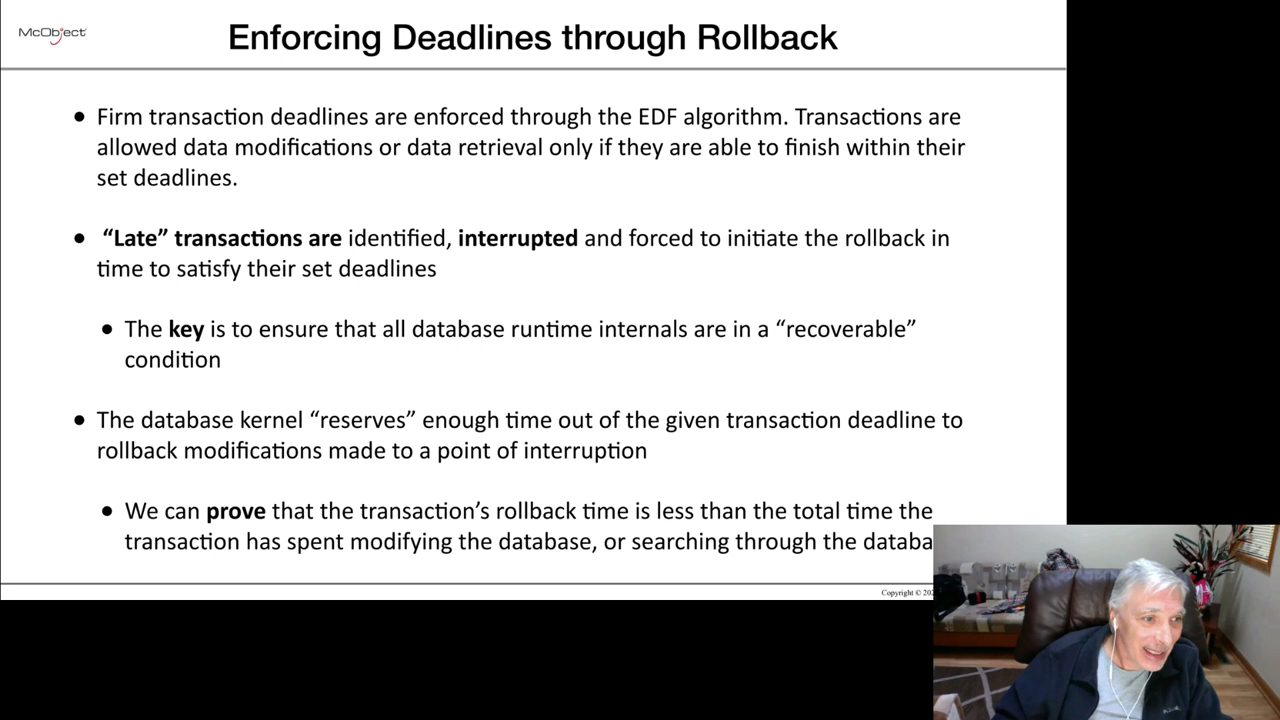 McObject
Enforcing Deadlines through Rollback
● Firm transaction deadlines are enforced through the EDF algorithm. Transactions are
allowed data modifications or data retrieval only if they are able to finish within their
set deadlines.
● “Late” transactions are identified, interrupted and forced to initiate the rollback in
time to satisfy their set deadlines
● The key is to ensure that all database runtime internals are in a “recoverable”
condition
● The database kernel “reserves” enough time out of the given transaction deadline to
rollback modifications made to a point of interruption
● We can prove that the transaction’s rollback time is less than the total time the
transaction has spent modifying the database, or searching through the databa
Copyright ©